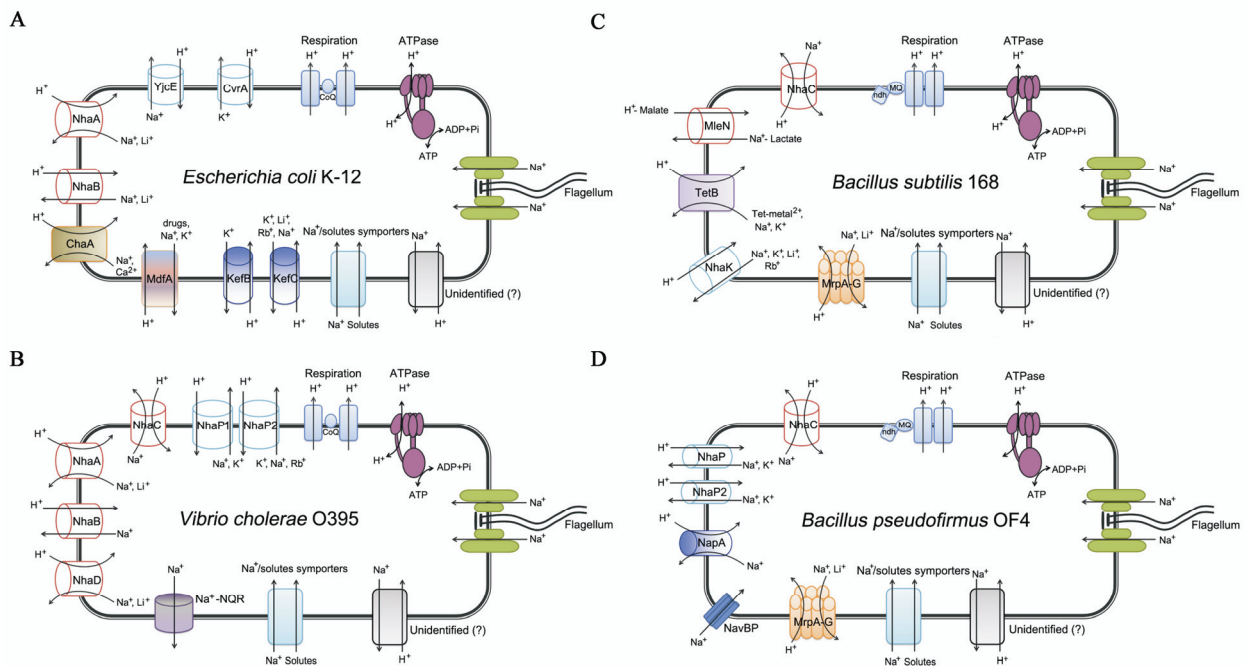 A
Respiration
ATPase
H⁺ H⁺ H⁺ H⁺ H⁺
H⁺
YjcE CvrA CoQ
NhaA Na⁺ K⁺ H⁺
ADP+Pi
Na⁺, Li⁺ ATP
H⁺
NhaB Escherichia coli K-12 Na⁺
Na⁺, Li⁺ Flagellum
H⁺ drugs, Na⁺, K⁺ K⁺ K⁺, Li⁺, Rb⁺, Na⁺ Na⁺/solutes symporters Na⁺ Na⁺
ChaA
Na⁺, Ca²⁺ MdfA KefB KefC
Unidentified (?)
H⁺ H⁺ H⁺ Na⁺ Solutes H⁺
B
Respiration
ATPase
H⁺ H⁺ H⁺ H⁺ H⁺ H⁺
NhaC NhaP1 NhaP2 CoQ
H⁺ Na⁺ Na⁺, K⁺ K⁺, Na⁺, Rb⁺ H⁺
NhaA ADP+Pi
Na⁺, Li⁺ ATP
H⁺ Na⁺
NhaB Vibrio cholerae O395 Flagellum
Na⁺ Na⁺
H⁺
NhaD Na⁺ Na⁺/solutes symporters Na⁺
Na⁺, Li⁺ Na⁺-NQR
Unidentified (?)
Na⁺ Solutes H⁺
C
Na⁺ Respiration ATPase
H⁺ H⁺ H⁺
NhaC ndh MQ
H⁺- Malate H⁺ H⁺
MleN ADP+Pi
Na⁺- Lactate ATP
H⁺ Na⁺
TetB Bacillus subtilis 168 Flagellum
Tet-metal²⁺, Na⁺, K⁺ Na⁺
Na⁺, K⁺, Li⁺, Rb⁺ Na⁺, Li⁺ Na⁺/solutes symporters Na⁺
NhaK
H⁺ MrpA-G
Unidentified (?)
H⁺ Na⁺ Solutes H⁺
D
H⁺ Respiration ATPase
H⁺ H⁺ H⁺
NhaC ndh MQ
H⁺ Na⁺ H⁺
NhaP
Na⁺, K⁺ ADP+Pi
H⁺ ATP
NhaP2 Na⁺
Na⁺, K⁺
H⁺ Bacillus pseudofirmus OF4 Flagellum
NapA Na⁺
Na⁺ Na⁺, Li⁺ Na⁺/solutes symporters Na⁺
NavBP MrpA-G
Na⁺ Unidentified (?)
H⁺ Na⁺ Solutes H⁺